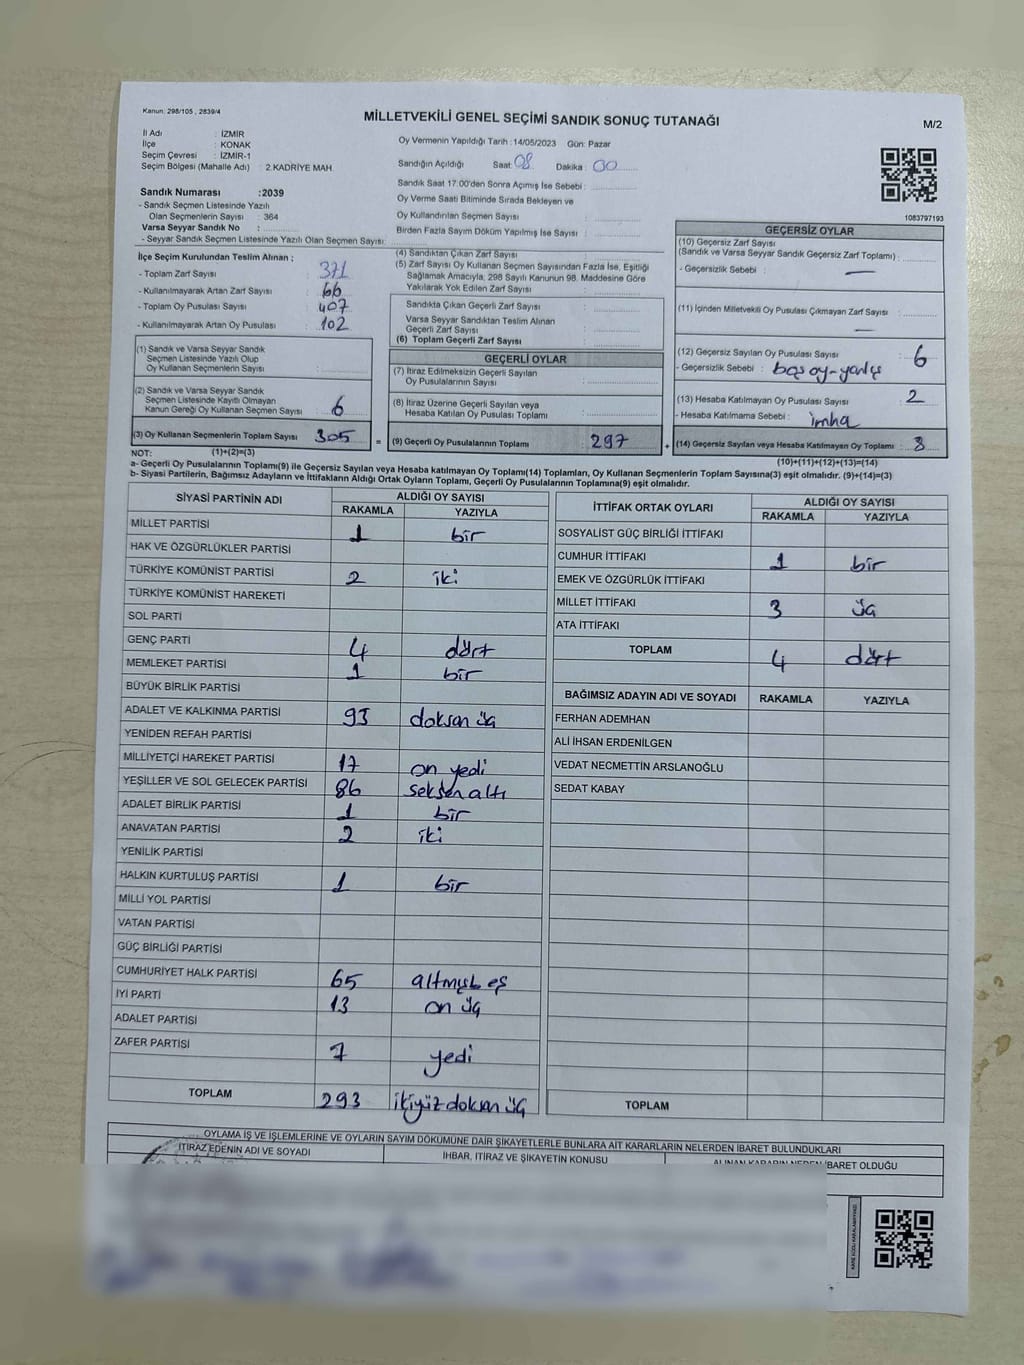 Kanun: 298/105 , 2839/4
MİLLETVEKİLİ GENEL SEÇİMİ SANDIK SONUÇ TUTANAĞI
M/2
İl Adı : İZMİR
İlçe : KONAK
Seçim Çevresi : İZMİR-1
Seçim Bölgesi (Mahalle Adı) : 2.KADRİYE MAH
Oy Vermenin Yapıldığı Tarih :14/05/2023 Gün: Pazar
Sandığın Açıldığı Saat: 08 Dakika : 00
Sandık Saat 17:00'den Sonra Açımış İse Sebebi :
Oy Verme Saati Bitiminde Sırada Bekleyen ve
Oy Kullandırılan Seçmen Sayısı :
Birden Fazla Sayım Döküm Yapılmış İse Sayısı :
Sandık Numarası :2039
- Sandık Seçmen Listesinde Yazılı
Olan Seçmenlerin Sayısı : 364
Varsa Seyyar Sandık No :
- Seyyar Sandık Seçmen Listesinde Yazılı Olan Seçmen Sayısı:
1083797193
İlçe Seçim Kurulundan Teslim Alınan ;
- Toplam Zarf Sayısı : 371
- Kullanılmayarak Artan Zarf Sayısı : 66
- Toplam Oy Pusulası Sayısı : 407
- Kullanılmayarak Artan Oy Pusulası : 102
(1) Sandık ve Varsa Seyyar Sandık
Seçmen Listesinde Yazılı Olup
Oy Kullanan Seçmenlerin Sayısı :
(2) Sandık ve Varsa Seyyar Sandık
Seçmen Listesinde Kayıtlı Olmayan
Kanun Gereği Oy Kullanan Seçmen Sayısı : 6
(3) Oy Kullanan Seçmenlerin Toplam Sayısı 305 =
(1)+(2)=(3)
(4) Sandıktan Çıkan Zarf Sayısı :
(5) Zarf Sayısı Oy Kullanan Seçmen Sayısından Fazla İse, Eşitliği
Sağlamak Amacıyla, 298 Sayılı Kanunun 98. Maddesine Göre
Yakılarak Yok Edilen Zarf Sayısı :
Sandıkta Çıkan Geçerli Zarf Sayısı :
Varsa Seyyar Sandıktan Teslim Alınan
Geçerli Zarf Sayısı :
(6) Toplam Geçerli Zarf Sayısı :
GEÇERLİ OYLAR
(7) İtiraz Edilmeksizin Geçerli Sayılan
Oy Pusulalarının Sayısı :
(8) İtiraz Üzerine Geçerli Sayılan veya
Hesaba Katılan Oy Pusulası Toplamı :
(9) Geçerli Oy Pusulalarının Toplamı : 297 +
GEÇERSİZ OYLAR
(10) Geçersiz Zarf Sayısı
(Sandık ve Varsa Seyyar Sandık Geçersiz Zarf Toplamı) :
- Geçersizlik Sebebi : —
(11) İçinden Milletvekili Oy Pusulası Çıkmayan Zarf Sayısı :
—
(12) Geçersiz Sayılan Oy Pusulası Sayısı : 6
- Geçersizlik Sebebi : boş oy-yanlış
(13) Hesaba Katılmayan Oy Pusulası Sayısı : 2
- Hesaba Katılmama Sebebi : imha
(14) Geçersiz Sayılan veya Hesaba Katılmayan Oy Toplamı : 8
(10)+(11)+(12)+(13)=(14)
NOT:
a- Geçerli Oy Pusulalarının Toplamı(9) ile Geçersiz Sayılan veya Hesaba katılmayan Oy Toplamı(14) Toplamları, Oy Kullanan Seçmenlerin Toplam Sayısına(3) eşit olmalıdır. (9)+(14)=(3)
b- Siyasi Partilerin, Bağımsız Adayların ve İttifakların Aldığı Ortak Oyların Toplamı, Geçerli Oy Pusulalarının Toplamına(9) eşit olmalıdır.
SİYASİ PARTİNİN ADI ALDIĞI OY SAYISI
RAKAMLA YAZIYLA
MİLLET PARTİSİ 1 bir
HAK VE ÖZGÜRLÜKLER PARTİSİ
TÜRKİYE KOMÜNİST PARTİSİ 2 iki
TÜRKİYE KOMÜNİST HAREKETİ
SOL PARTİ
GENÇ PARTİ 4 dört
MEMLEKET PARTİSİ 1 bir
BÜYÜK BİRLİK PARTİSİ
ADALET VE KALKINMA PARTİSİ 93 doksan üç
YENİDEN REFAH PARTİSİ
MİLLİYETÇİ HAREKET PARTİSİ 17 on yedi
YEŞİLLER VE SOL GELECEK PARTİSİ 86 seksen altı
ADALET BİRLİK PARTİSİ 1 bir
ANAVATAN PARTİSİ 2 iki
YENİLİK PARTİSİ
HALKIN KURTULUŞ PARTİSİ 1 bir
MİLLİ YOL PARTİSİ
VATAN PARTİSİ
GÜÇ BİRLİĞİ PARTİSİ
CUMHURİYET HALK PARTİSİ 65 altmışb eş
İYİ PARTİ 13 on üç
ADALET PARTİSİ
ZAFER PARTİSİ 7 yedi
TOPLAM 293 ikiyüz doksan üç
İTTİFAK ORTAK OYLARI ALDIĞI OY SAYISI
RAKAMLA YAZIYLA
SOSYALİST GÜÇ BİRLİĞİ İTTİFAKI
CUMHUR İTTİFAKI 1 bir
EMEK VE ÖZGÜRLÜK İTTİFAKI
MİLLET İTTİFAKI 3 üç
ATA İTTİFAKI
TOPLAM 4 dört
BAĞIMSIZ ADAYIN ADI VE SOYADI RAKAMLA YAZIYLA
FERHAN ADEMHAN
ALİ İHSAN ERDENİLGEN
VEDAT NECMETTİN ARSLANOĞLU
SEDAT KABAY
TOPLAM
OYLAMA İŞ VE İŞLEMLERİNE VE OYLARIN SAYIM DÖKÜMÜNE DAİR ŞİKAYETLERLE BUNLARA AİT KARARLARIN NELERDEN İBARET BULUNDUKLARI
İTİRAZ EDENİN ADI VE SOYADI İHBAR, İTİRAZ VE ŞİKAYETİN KONUSU ALINAN KARARIN NEDEN İBARET OLDUĞU